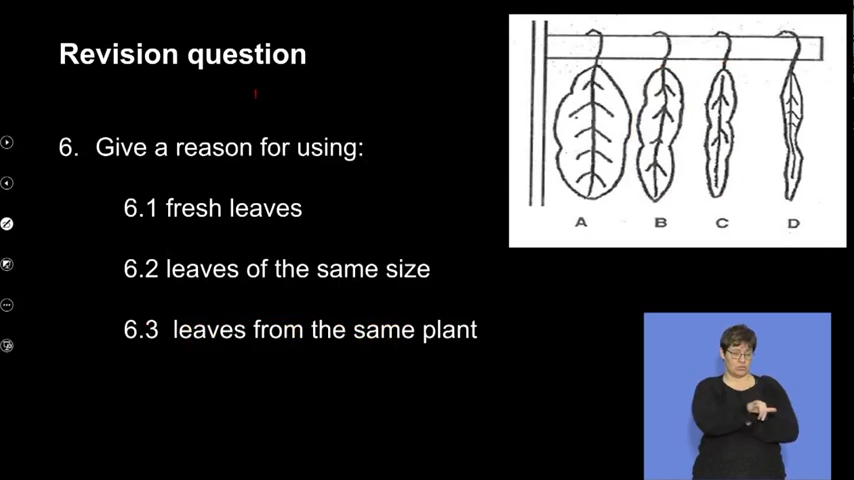 Revision question
6. Give a reason for using:
6.1 fresh leaves
6.2 leaves of the same size
6.3 leaves from the same plant
A B C D